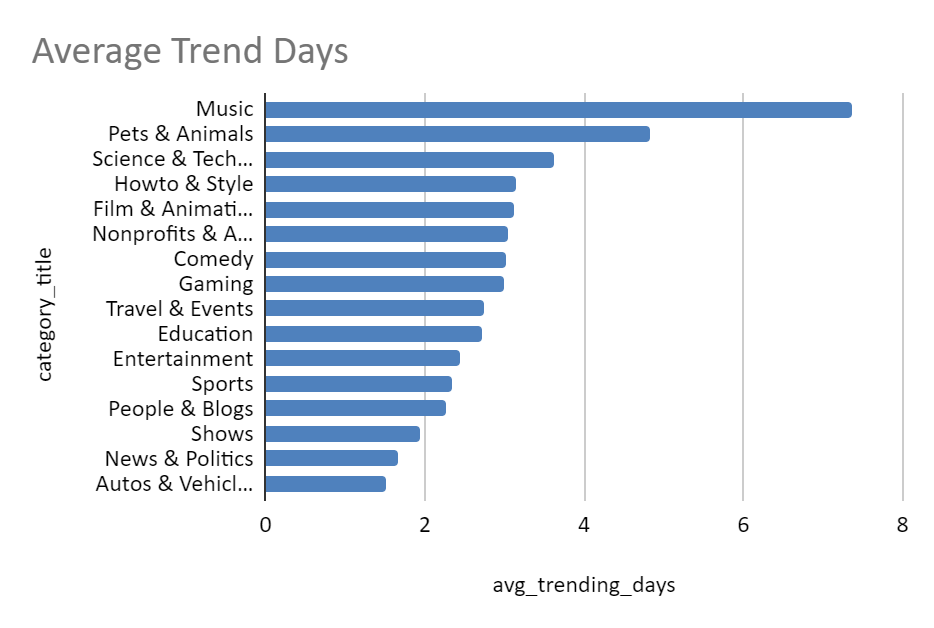 Average Trend Days
Music
Pets & Animals
Science & Tech...
Howto & Style
Film & Animati...
Nonprofits & A...
Comedy
Gaming
Travel & Events
Education
Entertainment
Sports
People & Blogs
Shows
News & Politics
Autos & Vehicl...
category_title
0 2 4 6 8
avg_trending_days